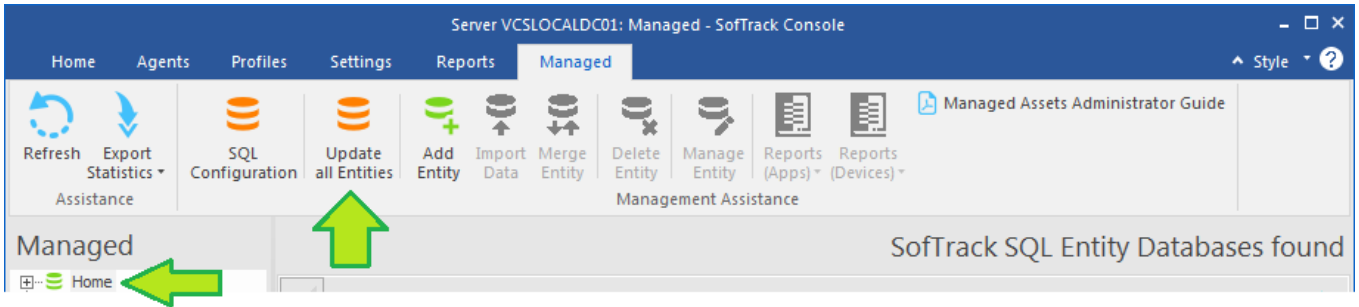 Server VCSLOCALDC01: Managed - SofTrack Console
Home Agents Profiles Settings Reports Managed Style
Managed Assets Administrator Guide
Refresh Export Statistics SQL Configuration Update all Entities Add Entity Import Data Merge Entity Delete Entity Manage Entity Reports (Apps) Reports (Devices)
Assistance Management Assistance
Managed SofTrack SQL Entity Databases found
Home